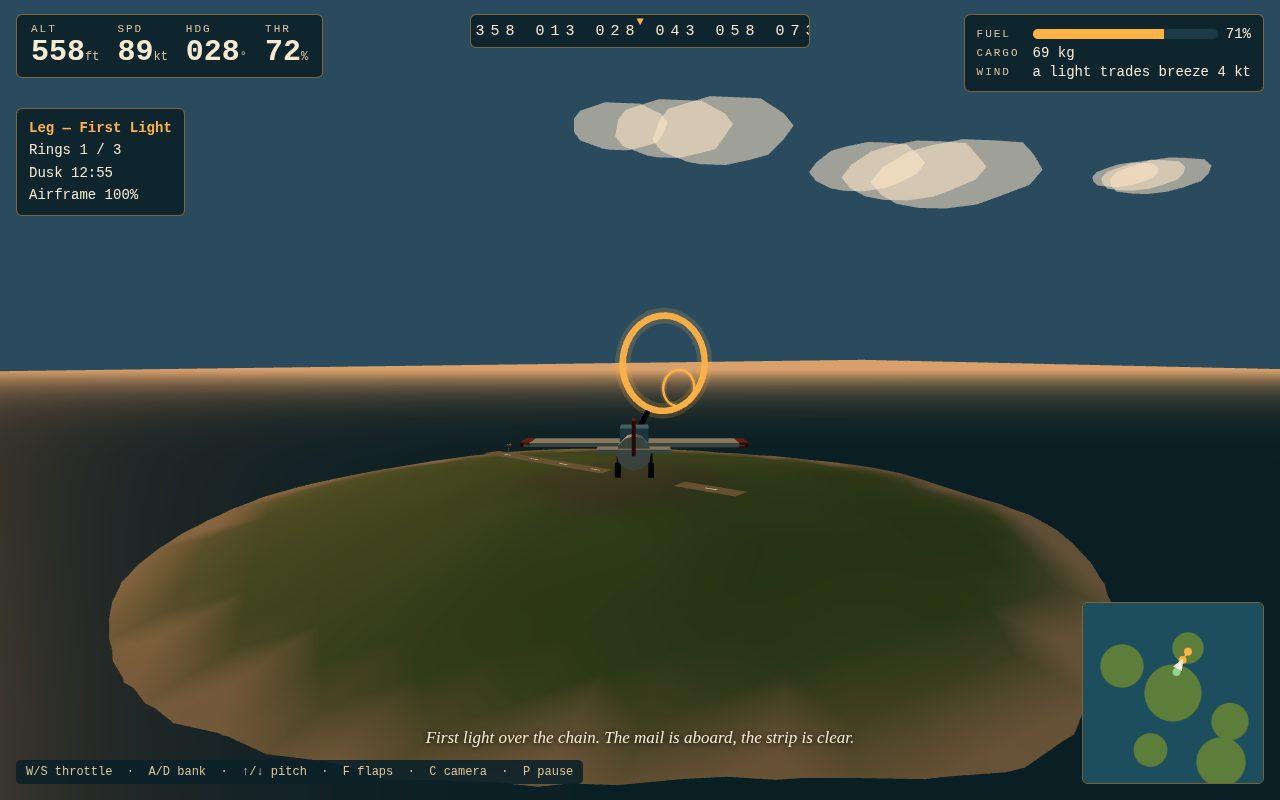 ALT SPD HDG THR
558ft 89kt 028° 72%
358 013 028 043 058 073
FUEL 71%
CARGO 69 kg
WIND a light trades breeze 4 kt
Leg — First Light
Rings 1 / 3
Dusk 12:55
Airframe 100%
First light over the chain. The mail is aboard, the strip is clear.
W/S throttle · A/D bank · ↑/↓ pitch · F flaps · C camera · P pause